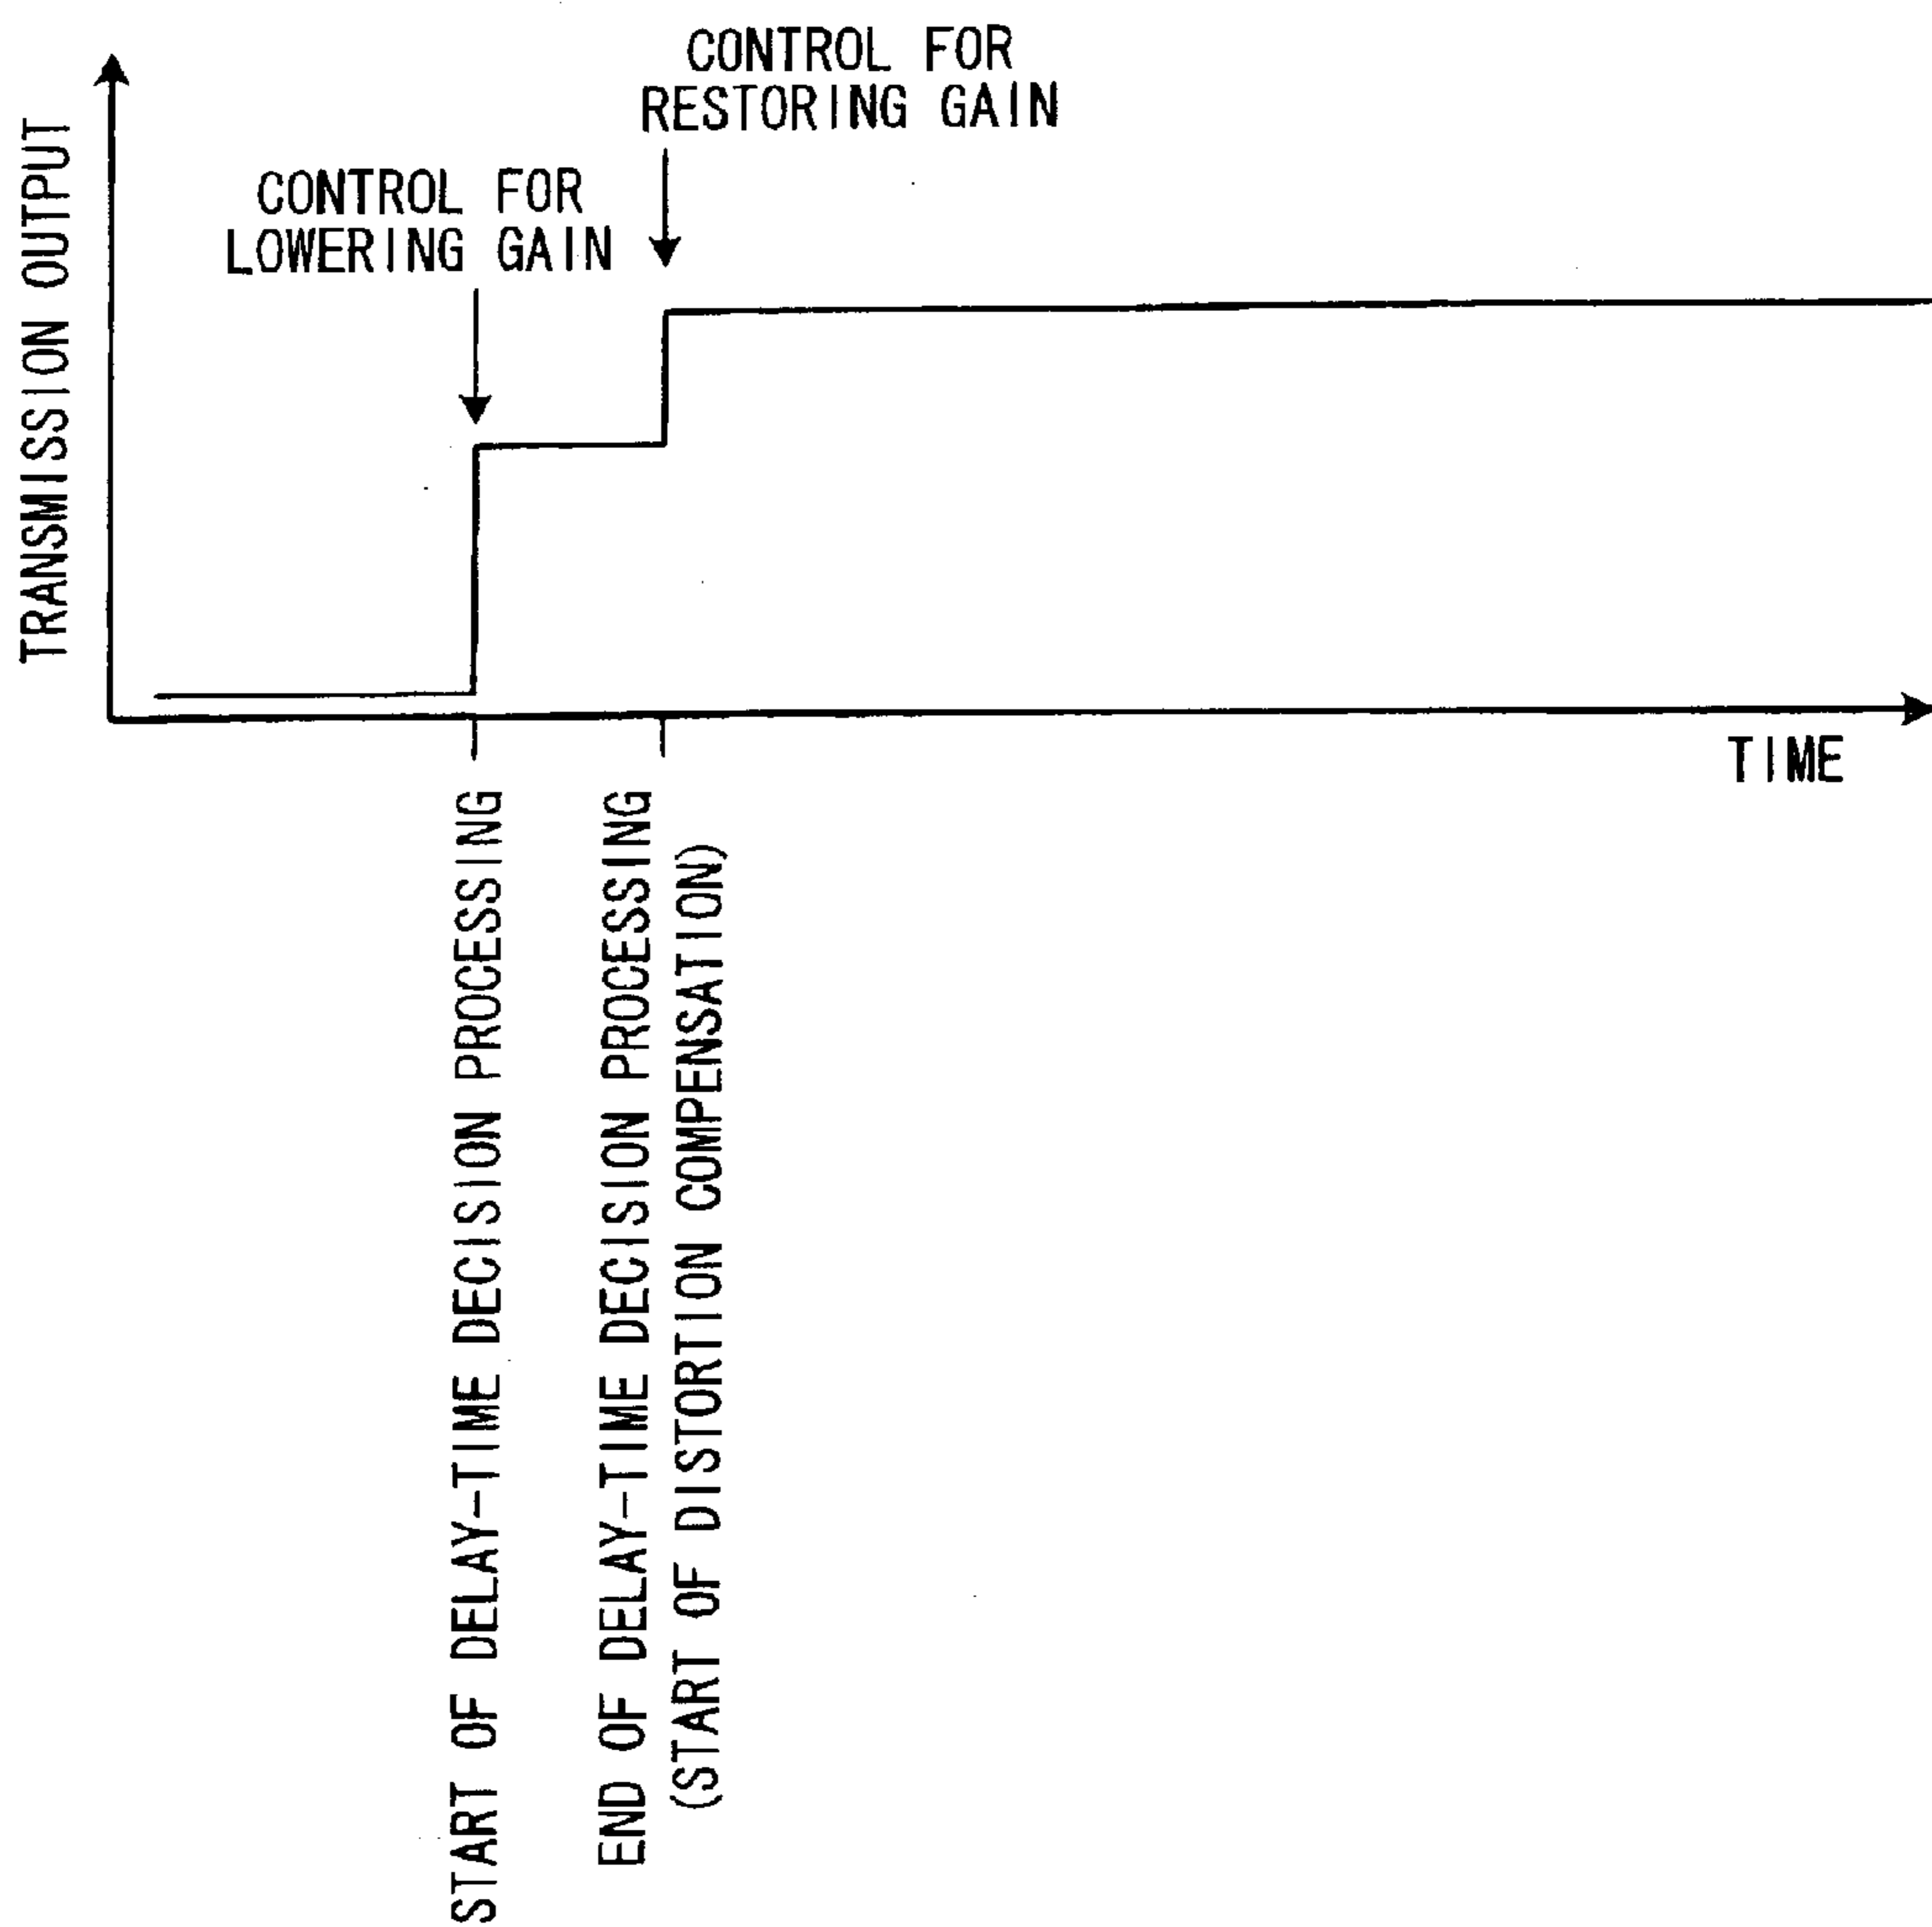 CONTROL FOR
RESTORING GAIN
CONTROL FOR
LOWERING GAIN
TRANSMISSION OUTPUT
TIME
START OF DELAY-TIME DECISION PROCESSING
END OF DELAY-TIME DECISION PROCESSING
(START OF DISTORTION COMPENSATION)